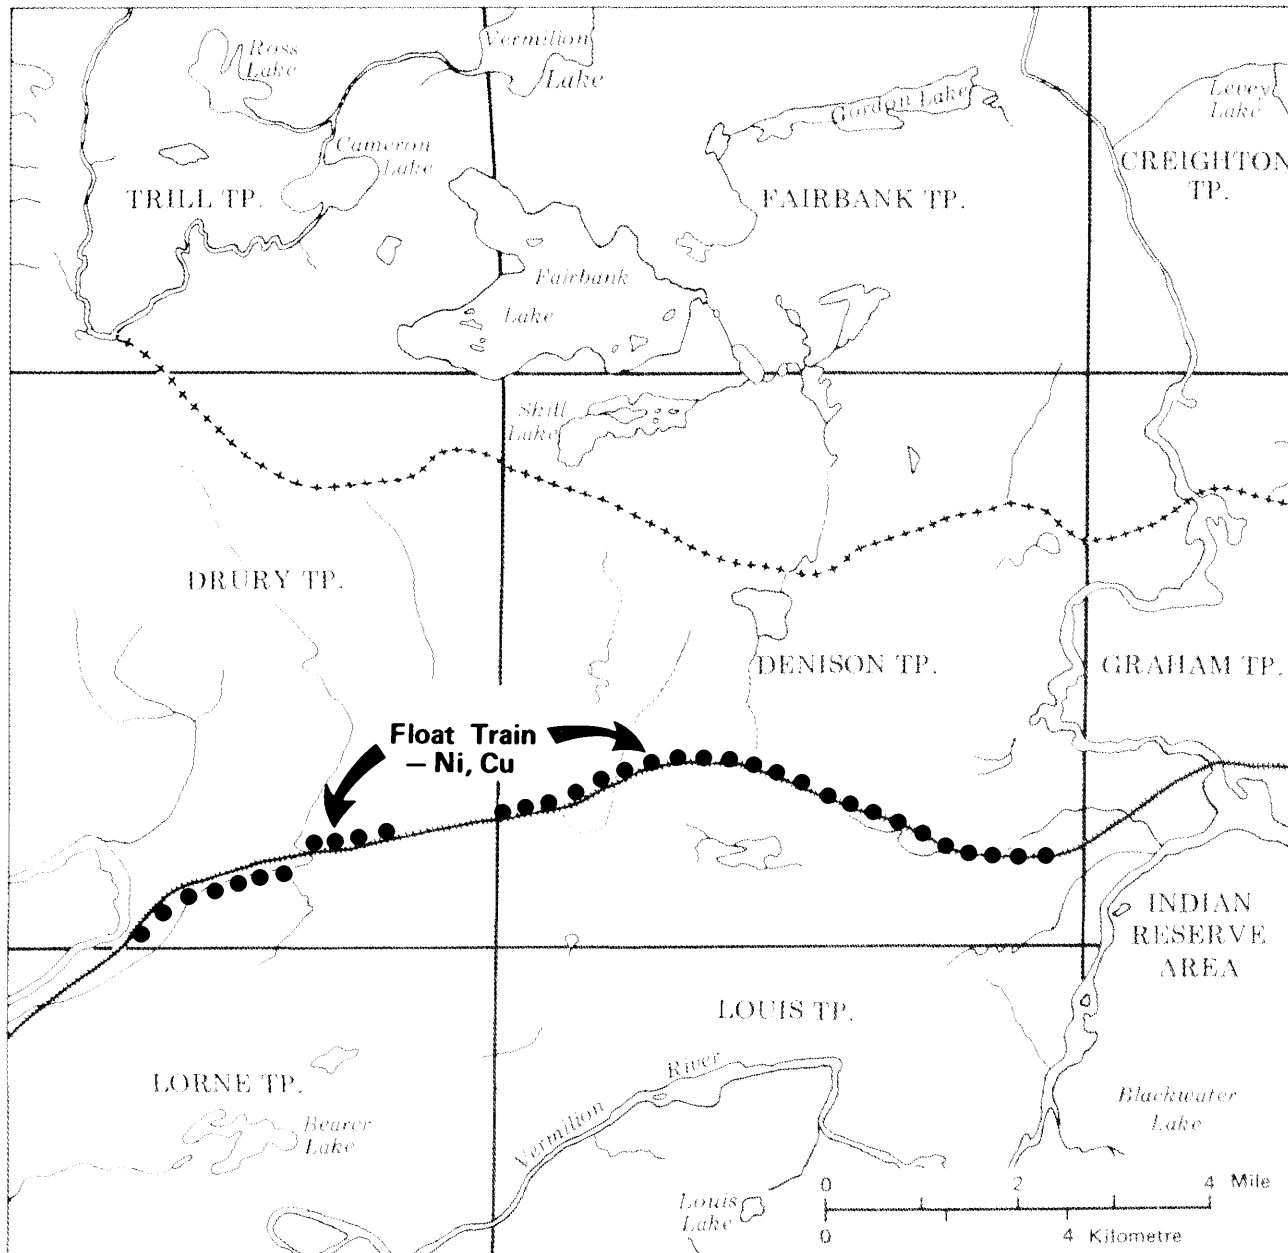 Ross
Lake
Vermilion
Lake
Gordon Lake
Levey
Lake
Cameron
Lake
CREIGHTON
TP.
TRILL TP.
FAIRBANK TP.
Fairbank
Lake
Skill
Lake
DRURY TP.
DENISON TP.
GRAHAM TP.
Float Train
– Ni, Cu
INDIAN
RESERVE
AREA
LOUIS TP.
LORNE TP.
River
Vermilion
Bearer
Lake
Blackwater
Lake
Louis
Lake
0 2 4 Mile
0 4 Kilometre